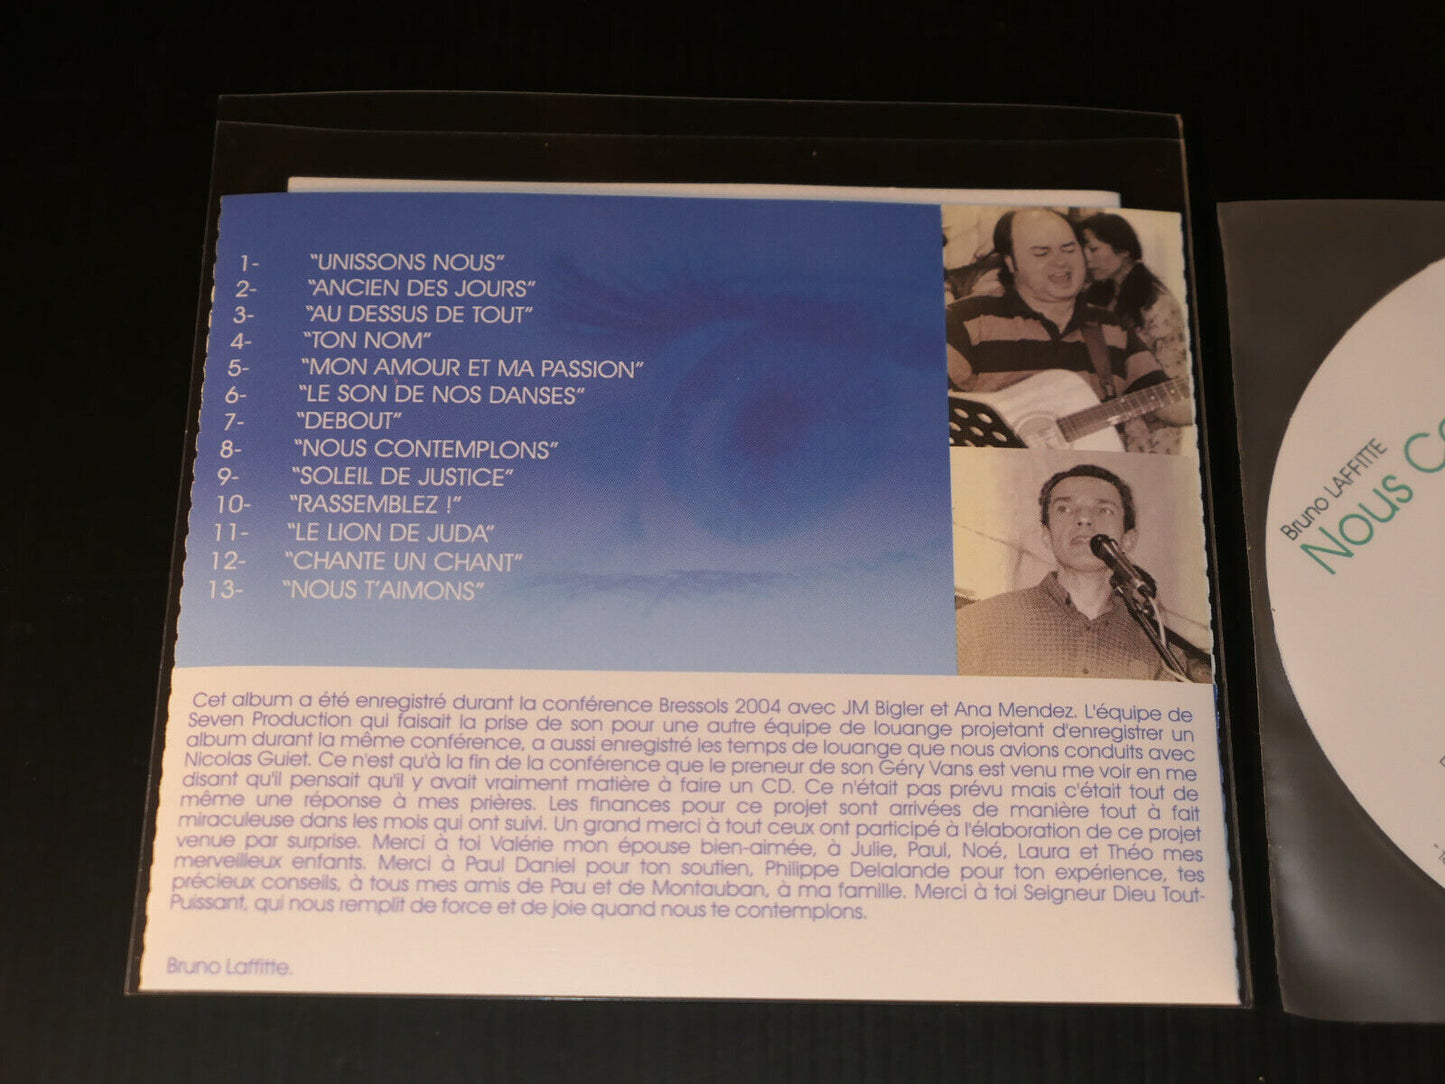 1- "UNISSONS NOUS"
2- "ANCIEN DES JOURS"
3- "AU DESSUS DE TOUT"
4- "TON NOM"
5- "MON AMOUR ET MA PASSION"
6- "LE SON DE NOS DANSES"
7- "DEBOUT"
8- "NOUS CONTEMPLONS"
9- "SOLEIL DE JUSTICE"
10- "RASSEMBLEZ !"
11- "LE LION DE JUDA"
12- "CHANTE UN CHANT"
13- "NOUS T'AIMONS"
Cet album a été enregistré durant la conférence Bressols 2004 avec JM Bigler et Ana Mendez. L'équipe de
Seven Production qui faisait la prise de son pour une autre équipe de louange projetant d'enregistrer un
album durant la même conférence, a aussi enregistré les temps de louange que nous avions conduits avec
Nicolas Guiet. Ce n'est qu'à la fin de la conférence que le preneur de son Géry Vans est venu me voir en me
disant qu'il pensait qu'il y avait vraiment matière à faire un CD. Ce n'était pas prévu mais c'était tout de
même une réponse à mes prières. Les finances pour ce projet sont arrivées de manière tout à fait
miraculeuse dans les mois qui ont suivi. Un grand merci à tout ceux ont participé à l'élaboration de ce projet
venue par surprise. Merci à toi Valérie mon épouse bien-aimée, à Julie, Paul, Noé, Laura et Théo mes
merveilleux enfants. Merci à Paul Daniel pour ton soutien, Philippe Delalande pour ton expérience, tes
précieux conseils, à tous mes amis de Pau et de Montauban, à ma famille. Merci à toi Seigneur Dieu Tout-
Puissant, qui nous remplit de force et de joie quand nous te contemplons.
Bruno Laffitte.
Bruno LAFFITTE
Nous C